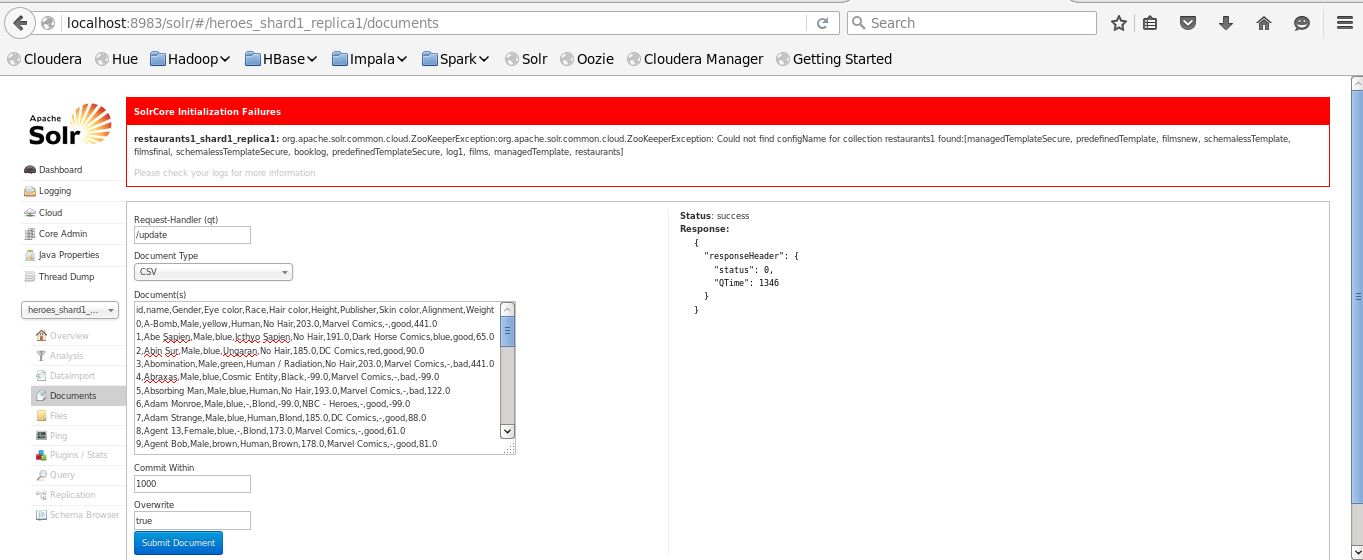 localhost:8983/solr/#/heroes_shard1_replica1/documents
Search
Cloudera Hue Hadoop HBase Impala Spark Solr Oozie Cloudera Manager Getting Started
Apache
Solr
Dashboard
Logging
Cloud
Core Admin
Java Properties
Thread Dump
heroes_shard1_...
Overview
Analysis
Dataimport
Documents
Files
Ping
Plugins / Stats
Query
Replication
Schema Browser
SolrCore Initialization Failures
restaurants1_shard1_replica1: org.apache.solr.common.cloud.ZooKeeperException:org.apache.solr.common.cloud.ZooKeeperException: Could not find configName for collection restaurants1 found:[managedTemplateSecure, predefinedTemplate, filmsnew, schemalessTemplate,
filmsfinal, schemalessTemplateSecure, booklog, predefinedTemplateSecure, log1, films, managedTemplate, restaurants]
Please check your logs for more information
Request-Handler (qt)
/update
Document Type
CSV
Document(s)
id,name,Gender,Eye color,Race,Hair color,Height,Publisher,Skin color,Alignment,Weight
0,A-Bomb,Male,yellow,Human,No Hair,203.0,Marvel Comics,-,good,441.0
1,Abe Sapien,Male,blue,Icthyo Sapien,No Hair,191.0,Dark Horse Comics,blue,good,65.0
2,Abin Sur,Male,blue,Ungaran,No Hair,185.0,DC Comics,red,good,90.0
3,Abomination,Male,green,Human / Radiation,No Hair,203.0,Marvel Comics,-,bad,441.0
4,Abraxas,Male,blue,Cosmic Entity,Black,-99.0,Marvel Comics,-,bad,-99.0
5,Absorbing Man,Male,blue,Human,No Hair,193.0,Marvel Comics,-,bad,122.0
6,Adam Monroe,Male,blue,-,Blond,-99.0,NBC - Heroes,-,good,-99.0
7,Adam Strange,Male,blue,Human,Blond,185.0,DC Comics,-,good,88.0
8,Agent 13,Female,blue,-,Blond,173.0,Marvel Comics,-,good,61.0
9,Agent Bob,Male,brown,Human,Brown,178.0,Marvel Comics,-,good,81.0
Commit Within
1000
Overwrite
true
Submit Document
Status: success
Response:
{
"responseHeader": {
"status": 0,
"QTime": 1346
}
}